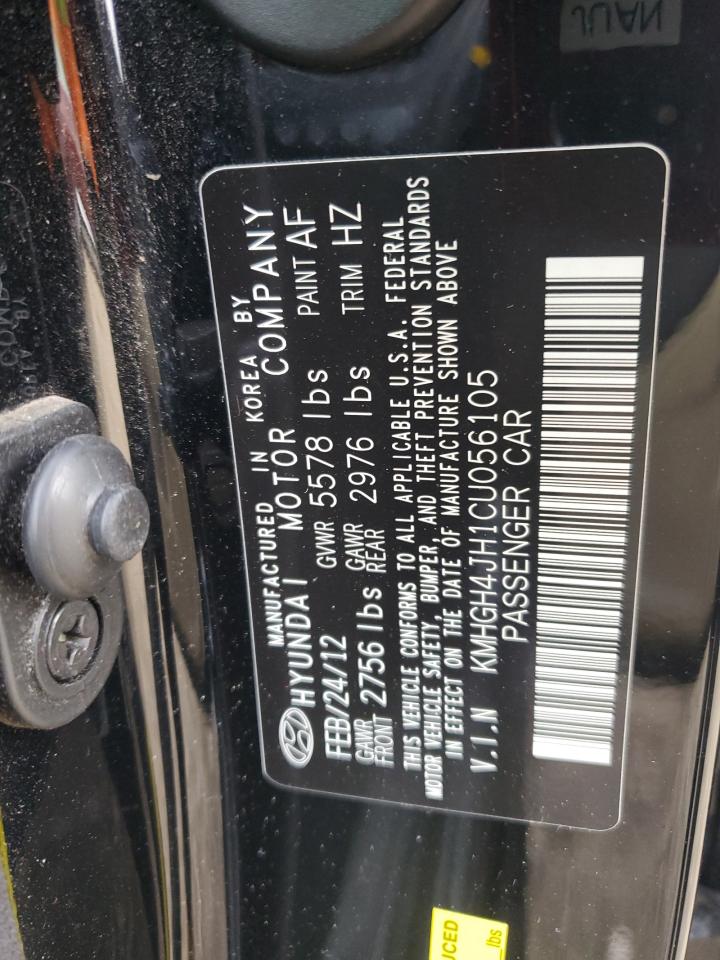 MANUFACTURED IN KOREA BY
HYUNDAI MOTOR COMPANY
FEB/24/12 GVWR 5578 lbs PAINT AF
GAWR FRONT 2756 lbs GAWR REAR 2976 lbs TRIM HZ
THIS VEHICLE CONFORMS TO ALL APPLICABLE U.S.A. FEDERAL
MOTOR VEHICLE SAFETY, BUMPER, AND THEFT PREVENTION STANDARDS
IN EFFECT ON THE DATE OF MANUFACTURE SHOWN ABOVE
V.I.N KMHGH4JH1CU056105
PASSENGER CAR
UCED
lbs